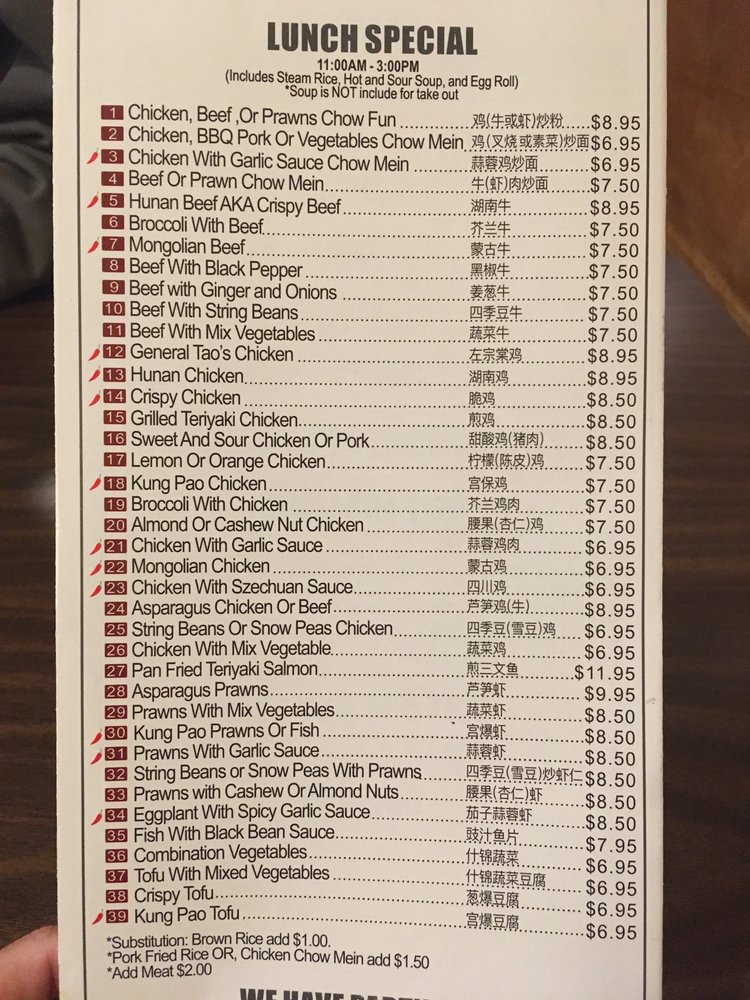 LUNCH SPECIAL
11:00AM - 3:00PM
(Includes Steam Rice, Hot and Sour Soup, and Egg Roll)
*Soup is NOT include for take out
1 Chicken, Beef ,Or Prawns Chow Fun 鸡(牛或虾)炒粉 $8.95
2 Chicken, BBQ Pork Or Vegetables Chow Mein 鸡(叉烧或素菜)炒面 $6.95
3 Chicken With Garlic Sauce Chow Mein 蒜蓉鸡炒面 $6.95
4 Beef Or Prawn Chow Mein 牛(虾)肉炒面 $7.50
5 Hunan Beef AKA Crispy Beef 湖南牛 $8.95
6 Broccoli With Beef 芥兰牛 $7.50
7 Mongolian Beef 蒙古牛 $7.50
8 Beef With Black Pepper 黑椒牛 $7.50
9 Beef with Ginger and Onions 姜葱牛 $7.50
10 Beef With String Beans 四季豆牛 $7.50
11 Beef With Mix Vegetables 蔬菜牛 $7.50
12 General Tao's Chicken 左宗棠鸡 $8.95
13 Hunan Chicken 湖南鸡 $8.95
14 Crispy Chicken 脆鸡 $8.50
15 Grilled Teriyaki Chicken 煎鸡 $8.50
16 Sweet And Sour Chicken Or Pork 甜酸鸡(猪肉) $8.50
17 Lemon Or Orange Chicken 柠檬(陈皮)鸡 $7.50
18 Kung Pao Chicken 宫保鸡 $7.50
19 Broccoli With Chicken 芥兰鸡肉 $7.50
20 Almond Or Cashew Nut Chicken 腰果(杏仁)鸡 $7.50
21 Chicken With Garlic Sauce 蒜蓉鸡肉 $6.95
22 Mongolian Chicken 蒙古鸡 $6.95
23 Chicken With Szechuan Sauce 四川鸡 $6.95
24 Asparagus Chicken Or Beef 芦笋鸡(牛) $8.95
25 String Beans Or Snow Peas Chicken 四季豆(雪豆)鸡 $6.95
26 Chicken With Mix Vegetable 蔬菜鸡 $6.95
27 Pan Fried Teriyaki Salmon 煎三文鱼 $11.95
28 Asparagus Prawns 芦笋虾 $9.95
29 Prawns With Mix Vegetables 蔬菜虾 $8.50
30 Kung Pao Prawns Or Fish 宫爆虾 $8.50
31 Prawns With Garlic Sauce 蒜蓉虾 $8.50
32 String Beans or Snow Peas With Prawns 四季豆(雪豆)炒虾仁 $8.50
33 Prawns with Cashew Or Almond Nuts 腰果(杏仁)虾 $8.50
34 Eggplant With Spicy Garlic Sauce 茄子蒜蓉虾 $8.50
35 Fish With Black Bean Sauce 豉汁鱼片 $7.95
36 Combination Vegetables 什锦蔬菜 $6.95
37 Tofu With Mixed Vegetables 什锦蔬菜豆腐 $6.95
38 Crispy Tofu 葱爆豆腐 $6.95
39 Kung Pao Tofu 宫爆豆腐 $6.95
*Substitution: Brown Rice add $1.00.
*Pork Fried Rice OR, Chicken Chow Mein add $1.50
*Add Meat $2.00
WE HAVE